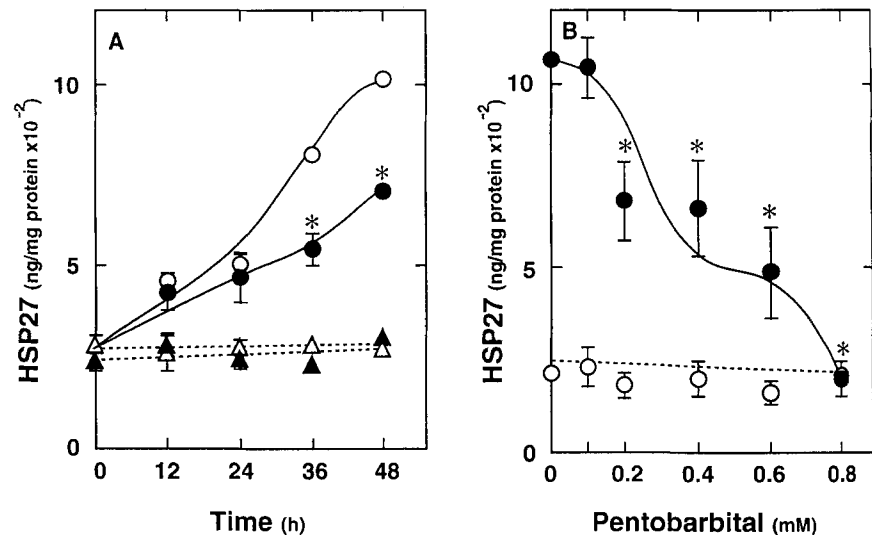 A
HSP27 (ng/mg protein x10-2)
10
5
0
*
*
0 12 24 36 48
Time (h)
B
HSP27 (ng/mg protein x10-2)
10
5
0
*
*
*
*
0 0.2 0.4 0.6 0.8
Pentobarbital (mM)